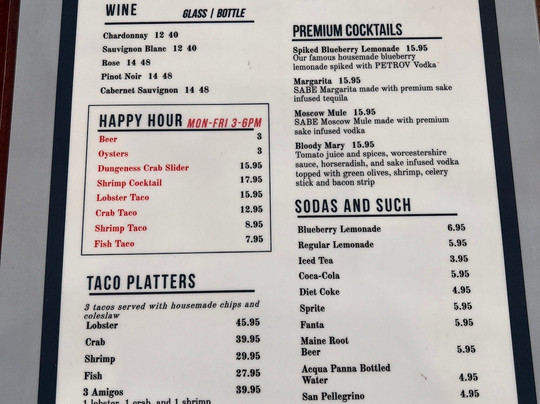 WINE GLASS | BOTTLE
Chardonnay 12 40
Sauvignon Blanc 12 40
Rose 14 48
Pinot Noir 14 48
Cabernet Sauvignon 14 48
HAPPY HOUR MON-FRI 3-6PM
Beer 3
Oysters 3
Dungeness Crab Slider 15.95
Shrimp Cocktail 17.95
Lobster Taco 15.95
Crab Taco 12.95
Shrimp Taco 8.95
Fish Taco 7.95
TACO PLATTERS
3 tacos served with housemade chips and
coleslaw
Lobster 45.95
Crab 39.95
Shrimp 29.95
Fish 27.95
3 Amigos 39.95
1 lobster, 1 crab, and 1 shrimp
PREMIUM COCKTAILS
Spiked Blueberry Lemonade 15.95
Our famous housemade blueberry
lemonade spiked with PETROV Vodka
Margarita 15.95
SABE Margarita made with premium sake
infused tequila
Moscow Mule 15.95
SABE Moscow Mule made with premium
sake infused vodka
Bloody Mary 15.95
Tomato juice and spices, worcestershire
sauce, horseradish, and sake infused vodka
topped with green olives, shrimp, celery
stick and bacon strip
SODAS AND SUCH
Blueberry Lemonade 6.95
Regular Lemonade 5.95
Iced Tea 3.95
Coca-Cola 5.95
Diet Coke 4.95
Sprite 5.95
Fanta 5.95
Maine Root
Beer 5.95
Acqua Panna Bottled
Water 4.95
San Pellegrino 4.95